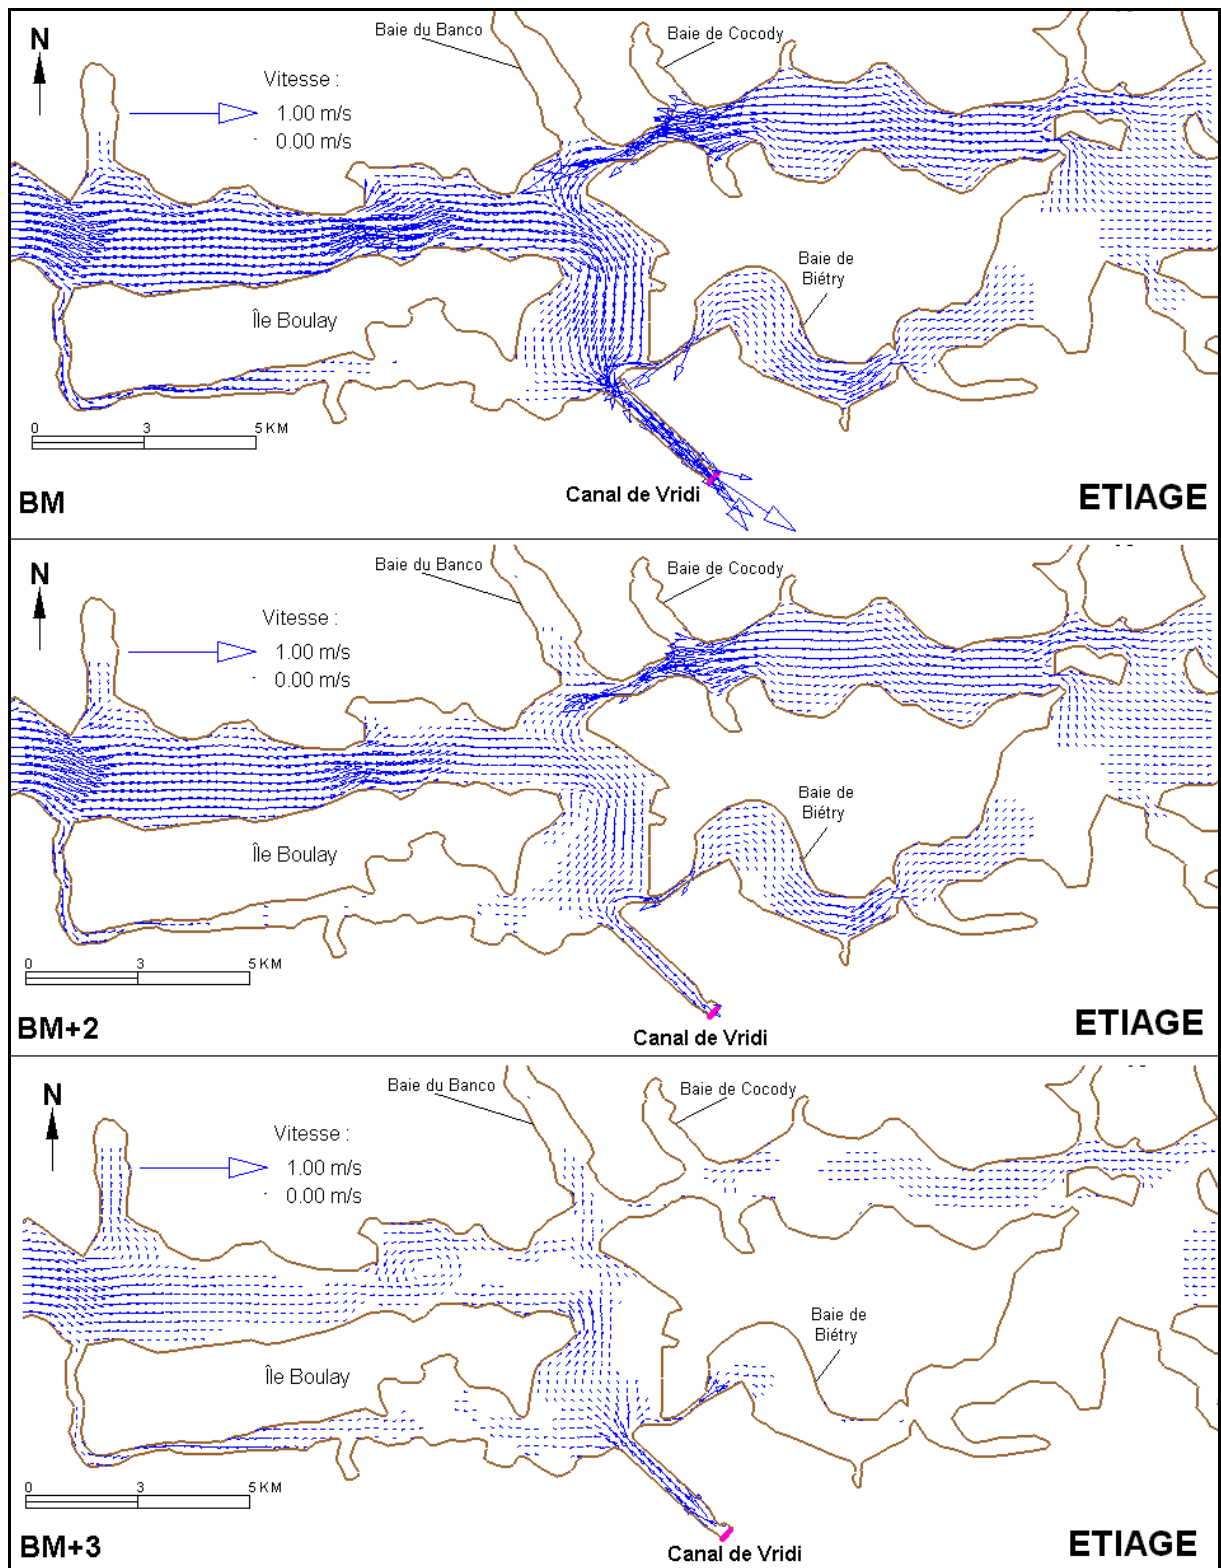 Baie du Banco
Baie de Cocody
N
Vitesse :
1.00 m/s
0.00 m/s
Baie de
Biétry
Île Boulay
0 3 5 KM
Canal de Vridi
BM
ETIAGE
Baie du Banco
Baie de Cocody
N
Vitesse :
1.00 m/s
0.00 m/s
Baie de
Biétry
Île Boulay
0 3 5 KM
Canal de Vridi
BM+2
ETIAGE
Baie du Banco
Baie de Cocody
N
Vitesse :
1.00 m/s
0.00 m/s
Baie de
Biétry
Île Boulay
0 3 5 KM
Canal de Vridi
BM+3
ETIAGE